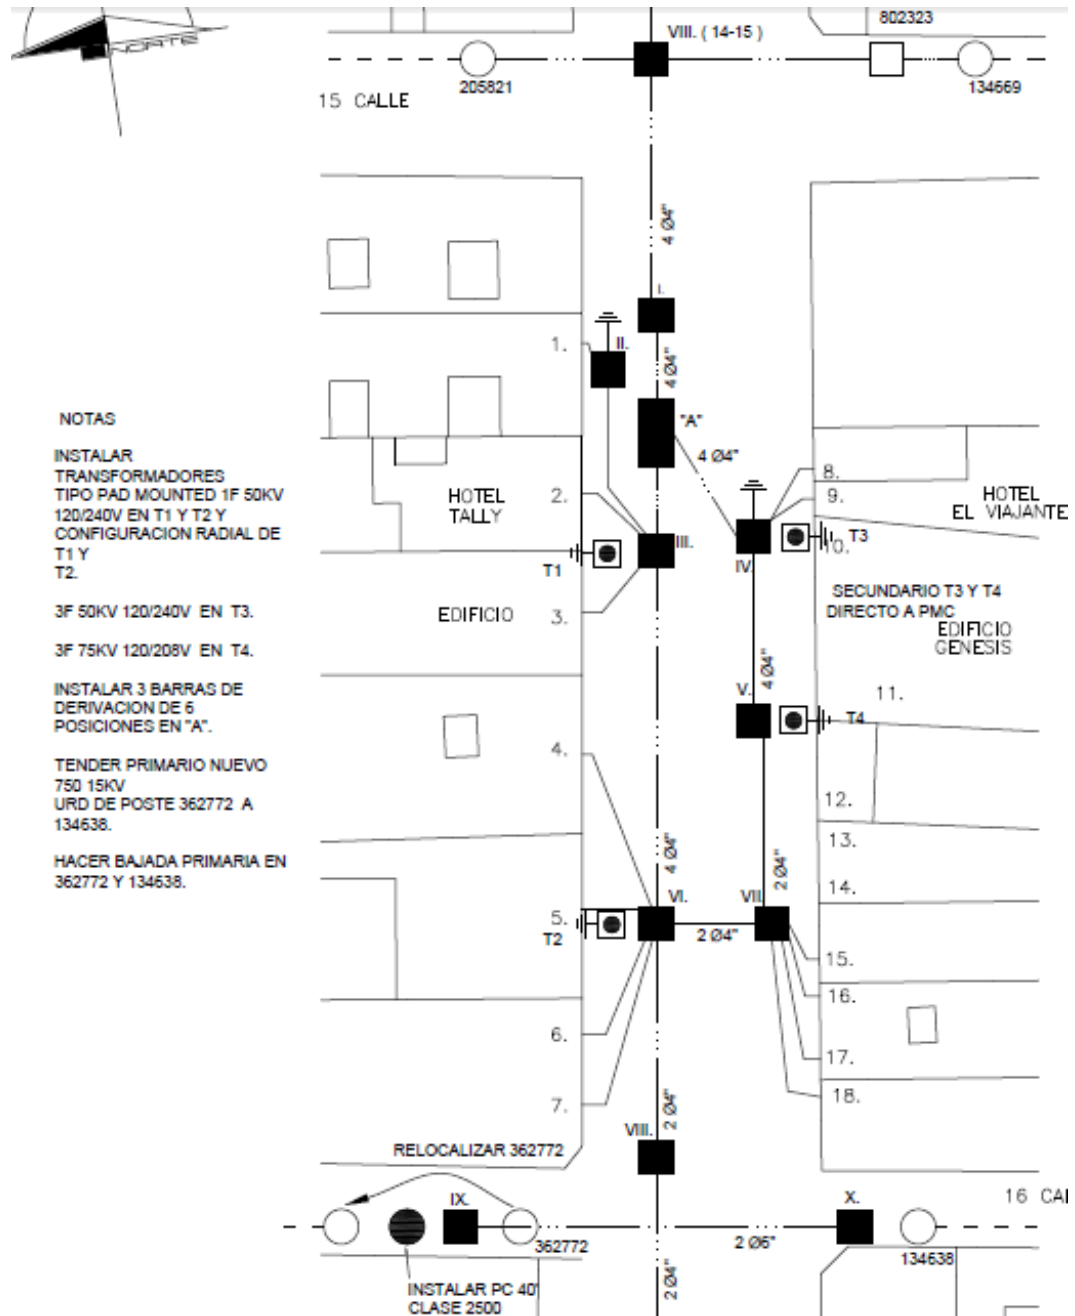 NORTE
802323
VIII. ( 14-15 )
205821
134669
15 CALLE
4 Ø4"
I.
1.
II.
4 Ø4"
"A"
4 Ø4"
NOTAS
INSTALAR
TRANSFORMADORES
TIPO PAD MOUNTED 1F 50KV
120/240V EN T1 Y T2 Y
CONFIGURACION RADIAL DE
T1 Y
T2.
3F 50KV 120/240V EN T3.
3F 75KV 120/208V EN T4.
INSTALAR 3 BARRAS DE
DERIVACION DE 6
POSICIONES EN "A".
TENDER PRIMARIO NUEVO
750 15KV
URD DE POSTE 362772 A
134638.
HACER BAJADA PRIMARIA EN
362772 Y 134638.
2.
HOTEL
TALLY
8.
9.
HOTEL
EL VIAJANTE
III.
T1
IV.
T3
10.
3.
EDIFICIO
SECUNDARIO T3 Y T4
DIRECTO A PMC
EDIFICIO
GENESIS
4 Ø4"
V.
11.
T4
4.
12.
13.
4 Ø4"
2 Ø4"
14.
VI.
VII.
5.
T2
2 Ø4"
15.
16.
6.
17.
7.
18.
2 Ø4"
VIII.
RELOCALIZAR 362772
IX.
X.
16 CAL
362772
2 Ø6"
134638
2 Ø4"
INSTALAR PC 40'
CLASE 2500